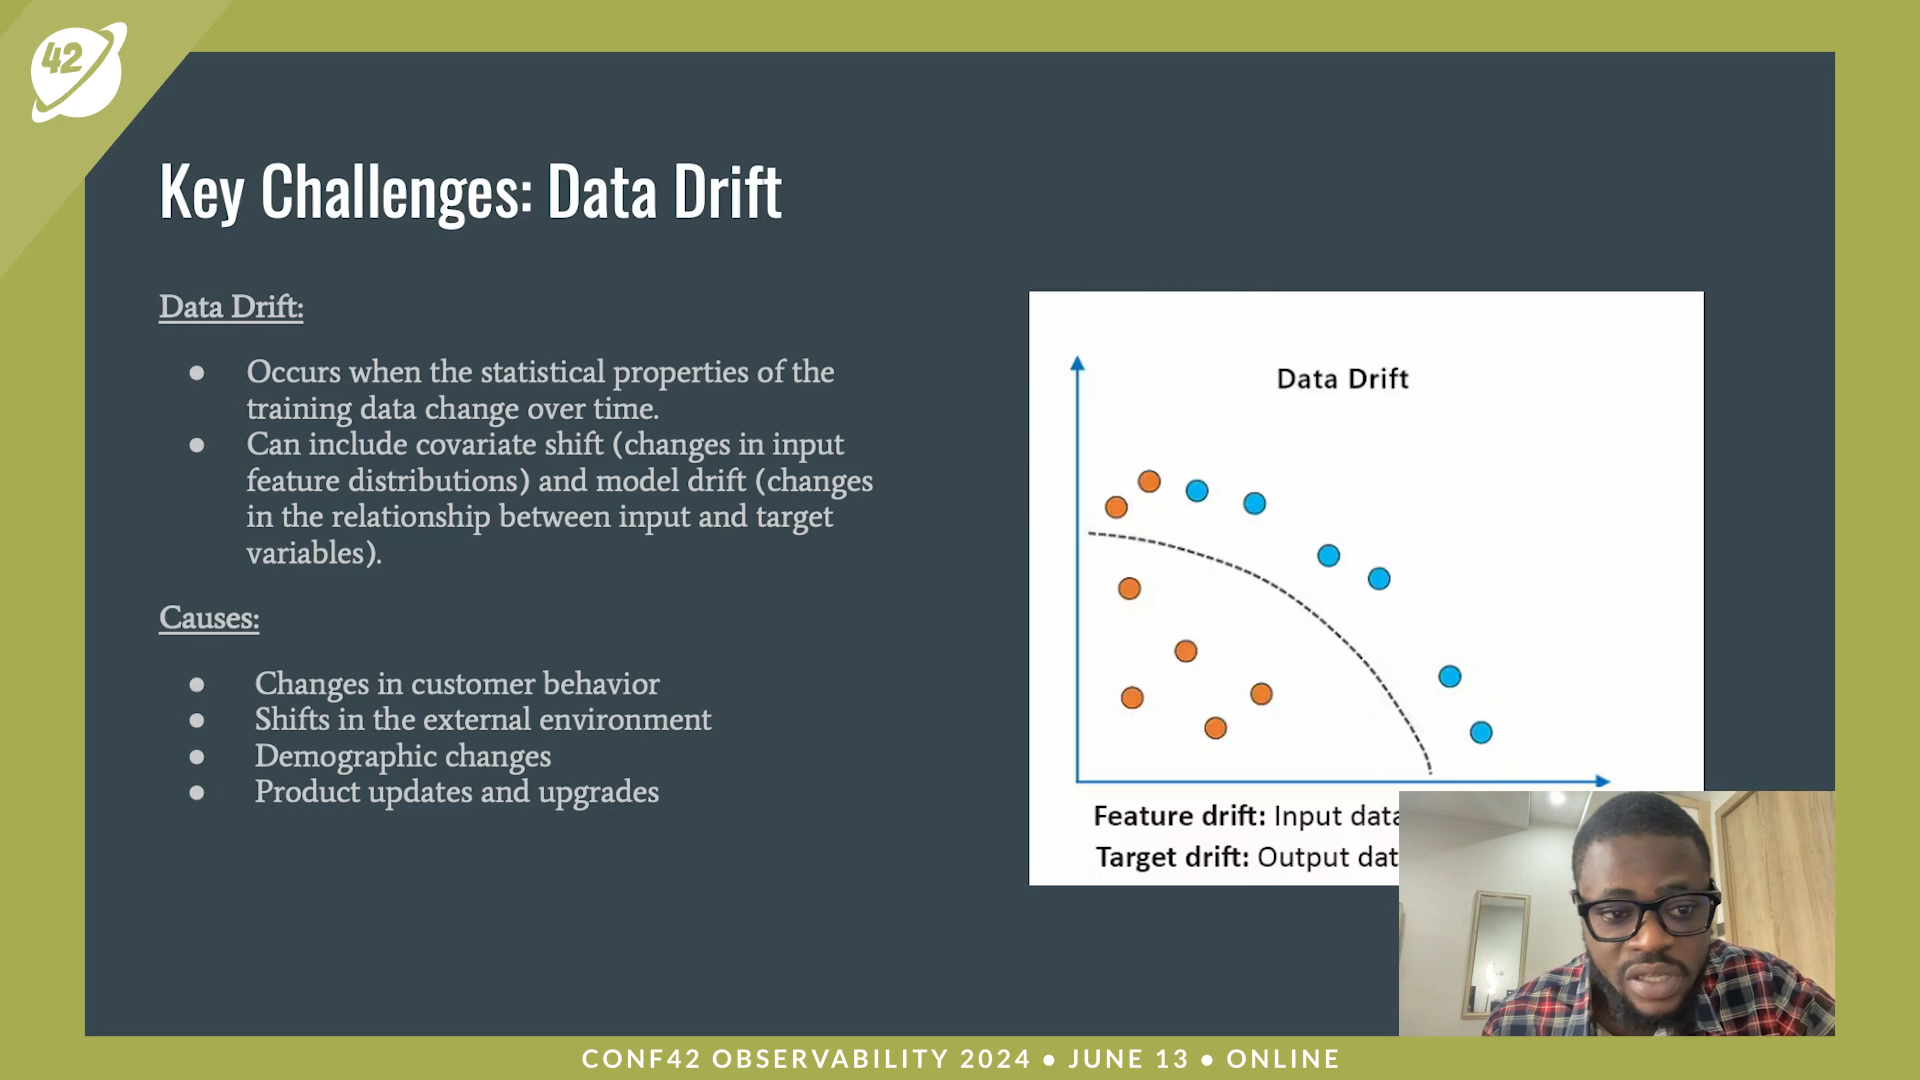 42
Key Challenges: Data Drift
Data Drift:
● Occurs when the statistical properties of the
training data change over time.
● Can include covariate shift (changes in input
feature distributions) and model drift (changes
in the relationship between input and target
variables).
Causes:
● Changes in customer behavior
● Shifts in the external environment
● Demographic changes
● Product updates and upgrades
Data Drift
Feature drift: Input data
Target drift: Output dat
CONF42 OBSERVABILITY 2024 ● JUNE 13 ● ONLINE